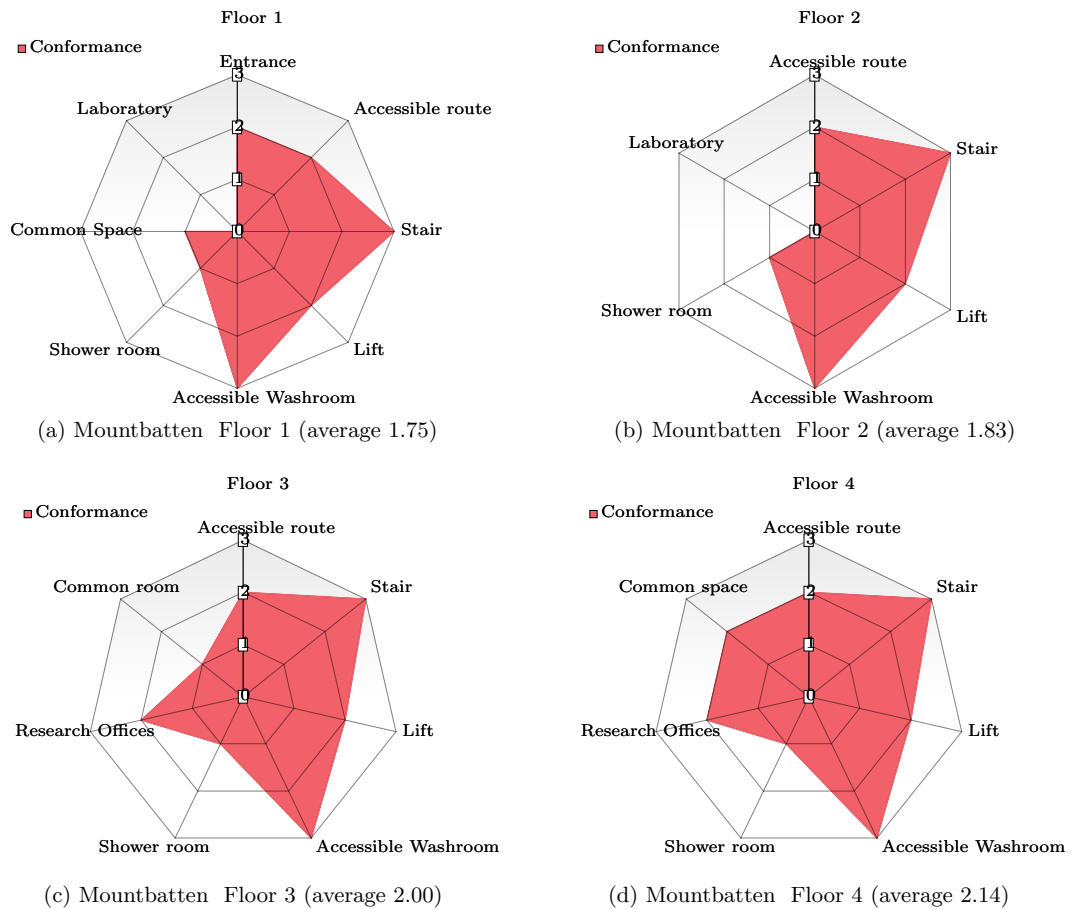 Floor 1
Conformance
Entrance
3
Laboratory
Accessible route
2
1
Common Space
0
Stair
Shower room
Lift
Accessible Washroom
(a) Mountbatten Floor 1 (average 1.75)
Floor 2
Conformance
Accessible route
3
2
Laboratory
Stair
1
0
Shower room
Lift
Accessible Washroom
(b) Mountbatten Floor 2 (average 1.83)
Floor 3
Conformance
Accessible route
3
Common room
2
Stair
1
0
Research Offices
Lift
Shower room
Accessible Washroom
(c) Mountbatten Floor 3 (average 2.00)
Floor 4
Conformance
Accessible route
3
Common space
2
Stair
1
0
Research Offices
Lift
Shower room
Accessible Washroom
(d) Mountbatten Floor 4 (average 2.14)